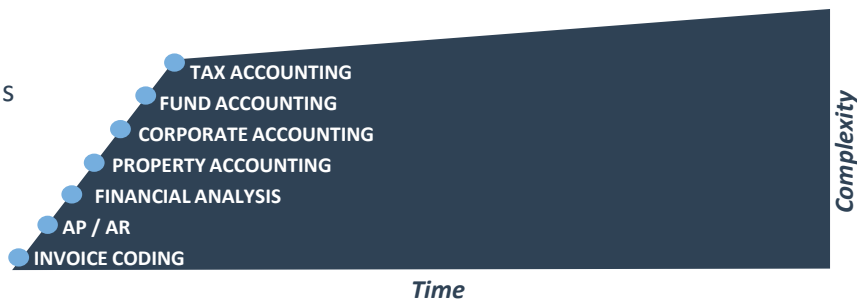 TAX ACCOUNTING
s
FUND ACCOUNTING
CORPORATE ACCOUNTING
PROPERTY ACCOUNTING
FINANCIAL ANALYSIS
AP / AR
INVOICE CODING
Complexity
Time